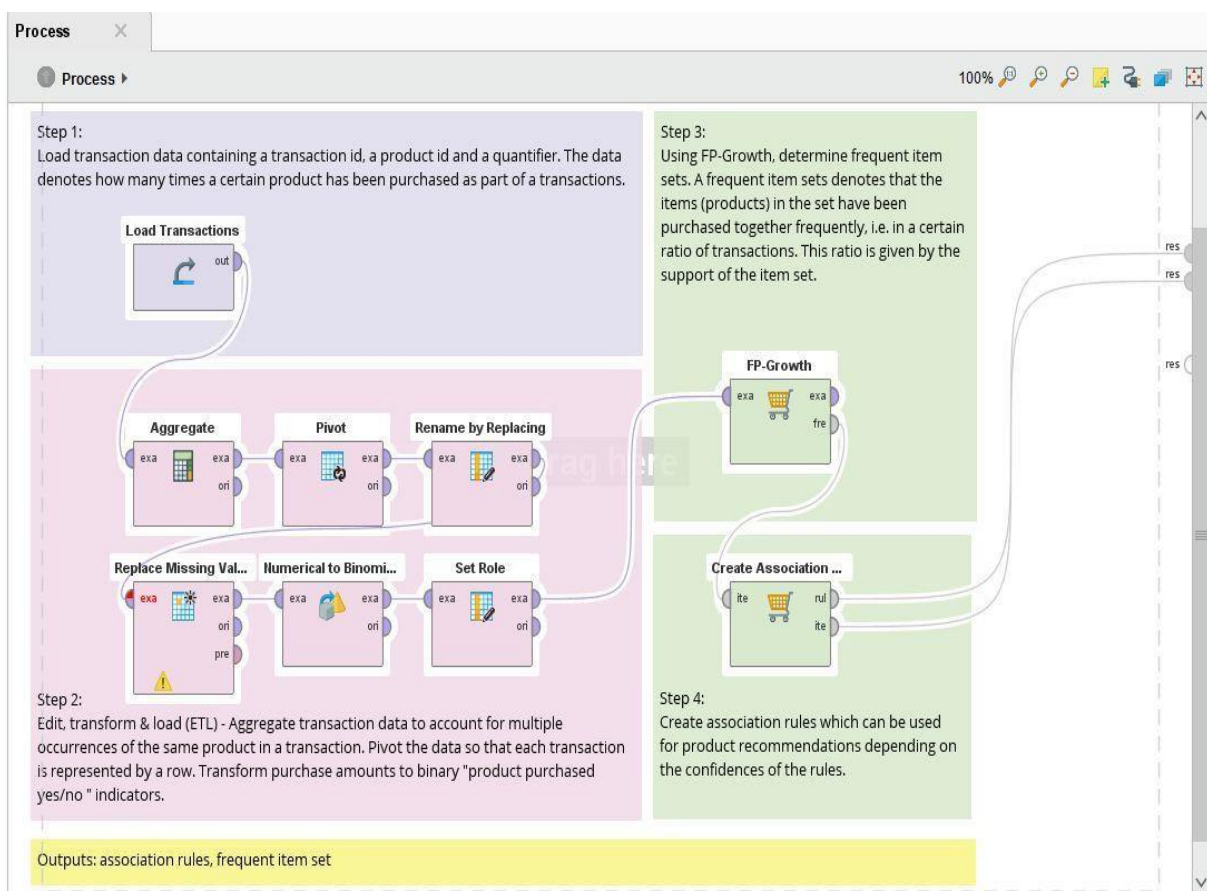 Process
Process
100%
Step 1:
Load transaction data containing a transaction id, a product id and a quantifier. The data
denotes how many times a certain product has been purchased as part of a transactions.
Load Transactions
out
Aggregate
exa exa
ori
Pivot
exa exa
ori
Rename by Replacing
exa exa
ori
Replace Missing Val...
exa exa
ori
pre
Numerical to Binomi...
exa exa
ori
Set Role
exa exa
ori
Step 2:
Edit, transform & load (ETL) - Aggregate transaction data to account for multiple
occurrences of the same product in a transaction. Pivot the data so that each transaction
is represented by a row. Transform purchase amounts to binary "product purchased
yes/no " indicators.
Step 3:
Using FP-Growth, determine frequent item
sets. A frequent item sets denotes that the
items (products) in the set have been
purchased together frequently, i.e. in a certain
ratio of transactions. This ratio is given by the
support of the item set.
FP-Growth
exa exa
fre
Create Association ...
ite rul
ite
Step 4:
Create association rules which can be used
for product recommendations depending on
the confidences of the rules.
res
res
res
Outputs: association rules, frequent item set